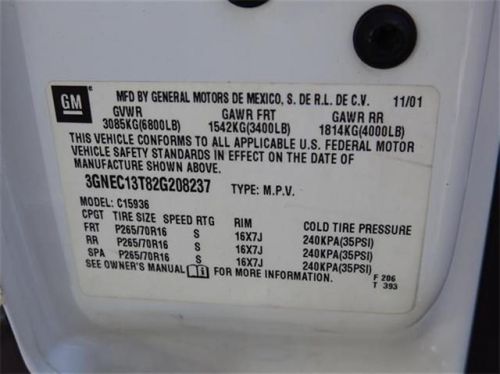 GM
MFD BY GENERAL MOTORS DE MEXICO, S. DE R.L. DE C.V. 11/01
GVWR GAWR FRT GAWR RR
3085KG(6800LB) 1542KG(3400LB) 1814KG(4000LB)
THIS VEHICLE CONFORMS TO ALL APPLICABLE U.S. FEDERAL MOTOR
VEHICLE SAFETY STANDARDS IN EFFECT ON THE DATE OF
MANUFACTURE SHOWN ABOVE.
3GNEC13T82G208237 TYPE: M.P.V.
MODEL: C15936
CPGT TIRE SIZE SPEED RTG RIM COLD TIRE PRESSURE
FRT P265/70R16 S 16X7J 240KPA(35PSI)
RR P265/70R16 S 16X7J 240KPA(35PSI)
SPA P265/70R16 S 16X7J 240KPA(35PSI)
SEE OWNER'S MANUAL FOR MORE INFORMATION. F 206
T 393